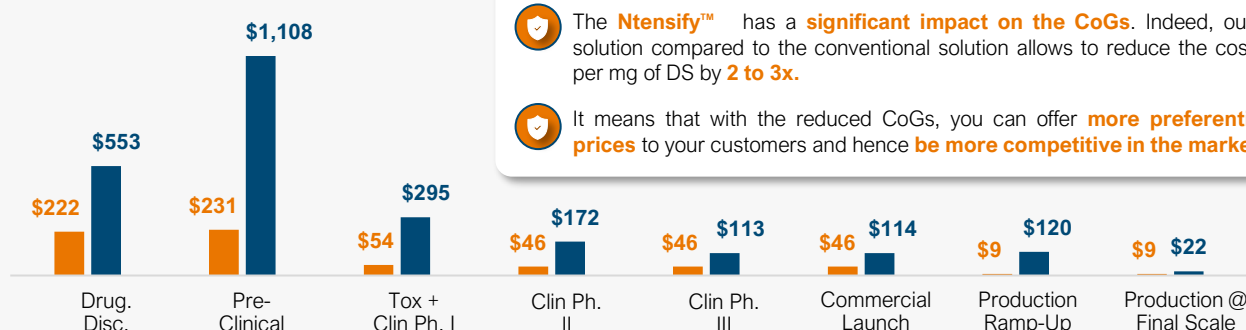 The Ntensify™ has a significant impact on the CoGs. Indeed, ou
solution compared to the conventional solution allows to reduce the cos
per mg of DS by 2 to 3x.
It means that with the reduced CoGs, you can offer more preferent
prices to your customers and hence be more competitive in the marke
$222 $553
$231 $1,108
$54 $295
$46 $172
$46 $113
$46 $114
$9 $120
$9 $22
Drug.
Disc.
Pre-
Clinical
Tox +
Clin Ph. I
Clin Ph.
II
Clin Ph.
III
Commercial
Launch
Production
Ramp-Up
Production @
Final Scale